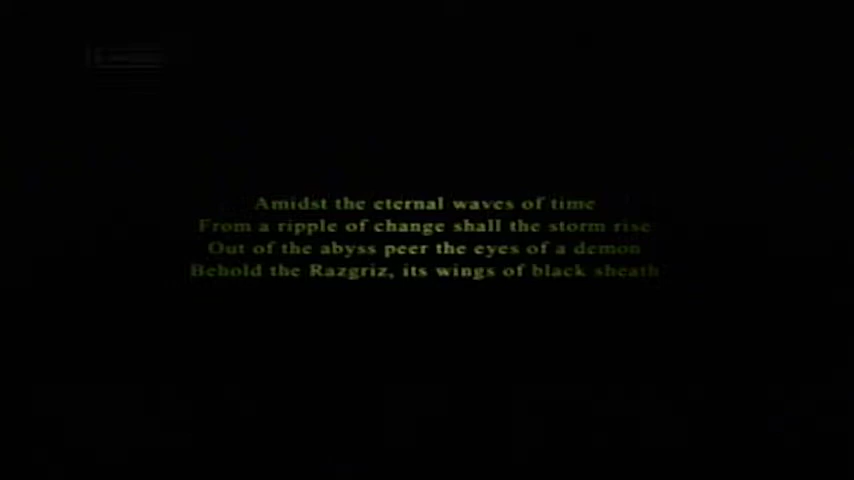 Amidst the eternal waves of time
From a ripple of change shall the storm rise
Out of the abyss peer the eyes of a demon
Behold the Razgriz, its wings of black sheath